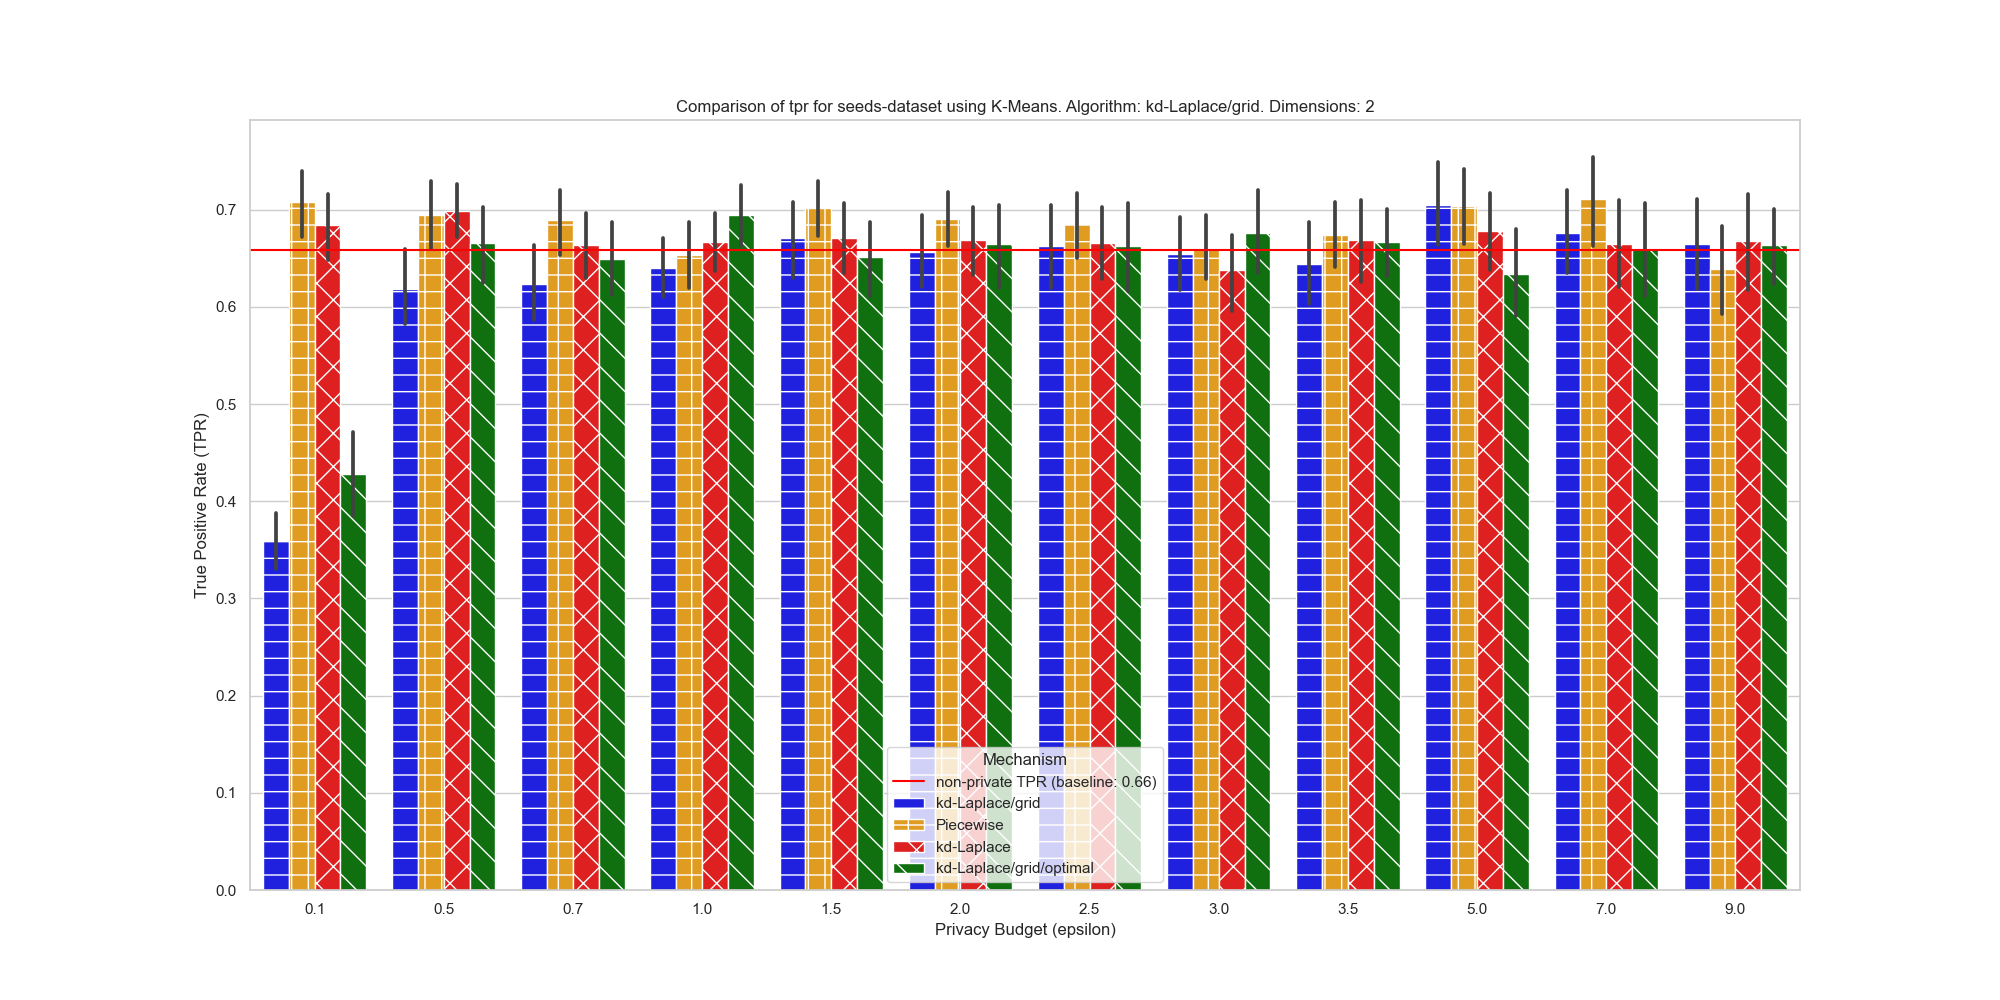 Comparison of tpr for seeds-dataset using K-Means. Algorithm: kd-Laplace/grid. Dimensions: 2
True Positive Rate (TPR)
0.7
0.6
0.5
0.4
0.3
0.2
0.1
0.0
Mechanism
non-private TPR (baseline: 0.66)
kd-Laplace/grid
Piecewise
kd-Laplace
kd-Laplace/grid/optimal
0.1 0.5 0.7 1.0 1.5 2.0 2.5 3.0 3.5 5.0 7.0 9.0
Privacy Budget (epsilon)